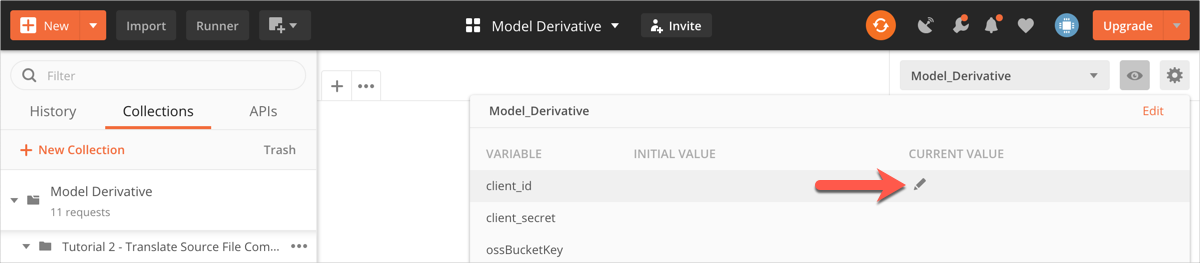 New Import Runner Model Derivative Invite Upgrade
Filter
Model_Derivative
History Collections APIs
Model_Derivative Edit
+ New Collection Trash
VARIABLE INITIAL VALUE CURRENT VALUE
client_id
Model Derivative
11 requests
client_secret
Tutorial 2 - Translate Source File Com...
ossBucketKey